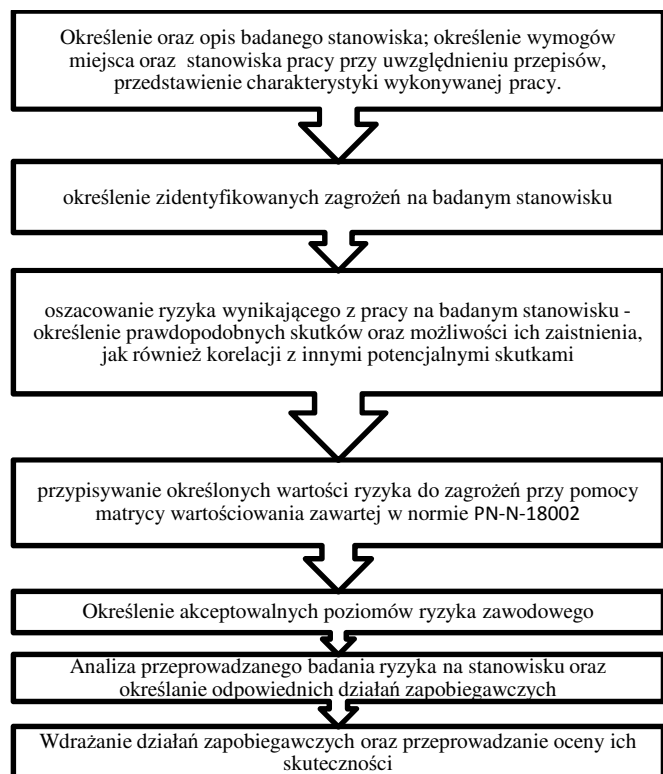 Określenie oraz opis badanego stanowiska; określenie wymogów
miejsca oraz stanowiska pracy przy uwzględnieniu przepisów,
przedstawienie charakterystyki wykonywanej pracy.
określenie zidentyfikowanych zagrożeń na badanym stanowisku
oszacowanie ryzyka wynikającego z pracy na badanym stanowisku -
określenie prawdopodobnych skutków oraz możliwości ich zaistnienia,
jak również korelacji z innymi potencjalnymi skutkami
przypisywanie określonych wartości ryzyka do zagrożeń przy pomocy
matrycy wartościowania zawartej w normie PN-N-18002
Określenie akceptowalnych poziomów ryzyka zawodowego
Analiza przeprowadzanego badania ryzyka na stanowisku oraz
określanie odpowiednich działań zapobiegawczych
Wdrażanie działań zapobiegawczych oraz przeprowadzanie oceny ich
skuteczności